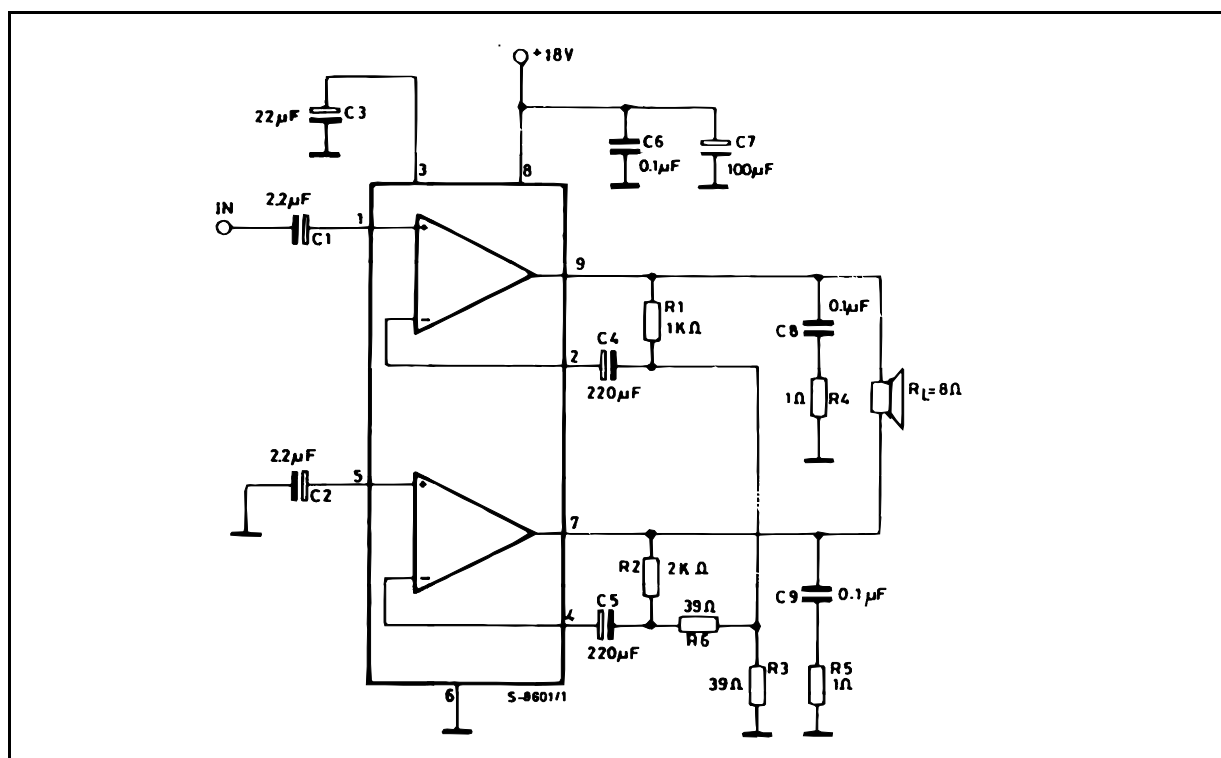 +18V
22µF
C3
C6
0.1µF
C7
100µF
3
8
IN
2.2µF
C1
1
+
-
9
R1
1KΩ
C4
220µF
2
0.1µF
C8
1Ω
R4
RL=8Ω
2.2µF
C2
5
+
-
7
R2
2KΩ
C5
220µF
4
39Ω
R6
C9
0.1µF
R3
39Ω
R5
1Ω
6
S-8601/1